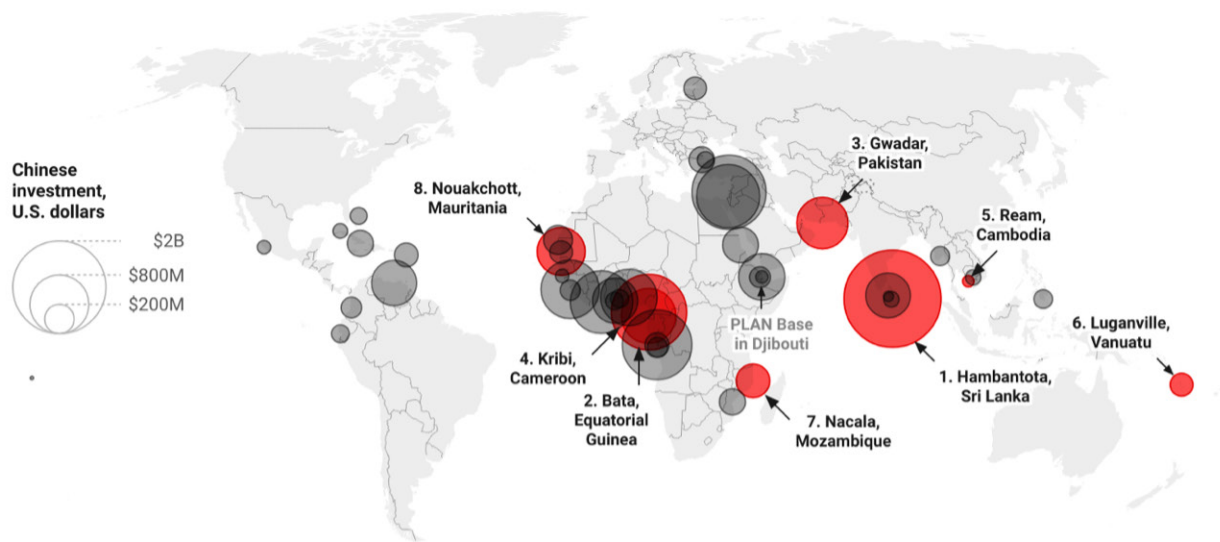 Chinese
investment,
U.S. dollars
$2B
$800M
$200M
8. Nouakchott,
Mauritania
3. Gwadar,
Pakistan
5. Ream,
Cambodia
PLAN Base
in Djibouti
6. Luganville,
Vanuatu
4. Kribi,
Cameroon
1. Hambantota,
Sri Lanka
2. Bata,
Equatorial
Guinea
7. Nacala,
Mozambique